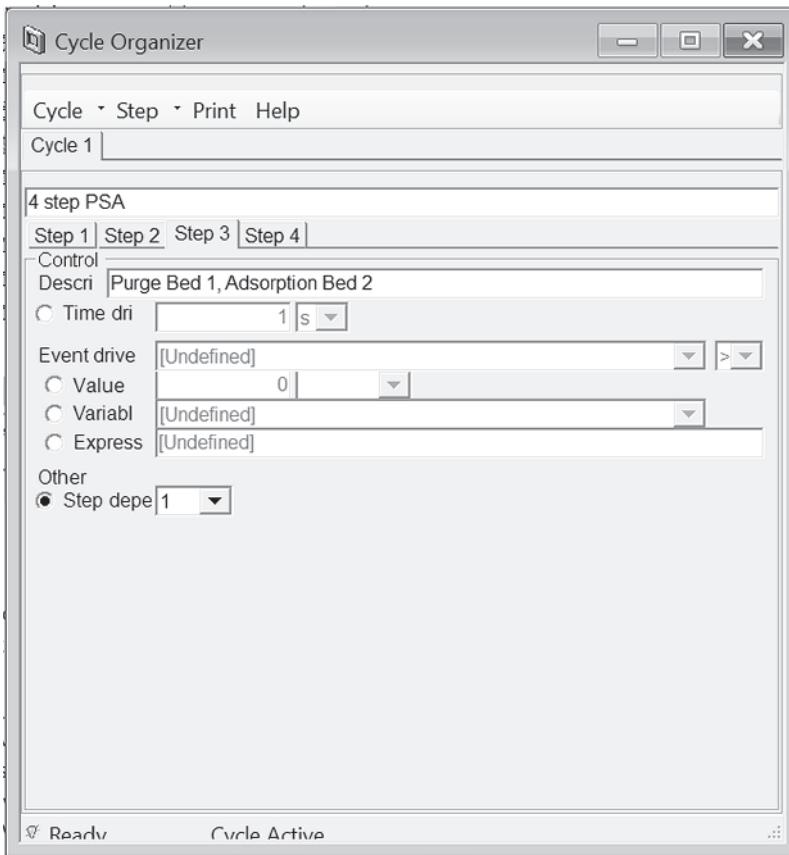 Cycle Organizer
Cycle Step Print Help
Cycle 1
4 step PSA
Step 1 Step 2 Step 3 Step 4
Control
Descri Purge Bed 1, Adsorption Bed 2
Time dri 1 s
Event drive [Undefined] >
Value 0
Variabl [Undefined]
Express [Undefined]
Other
Step depe 1
Ready Cycle Active